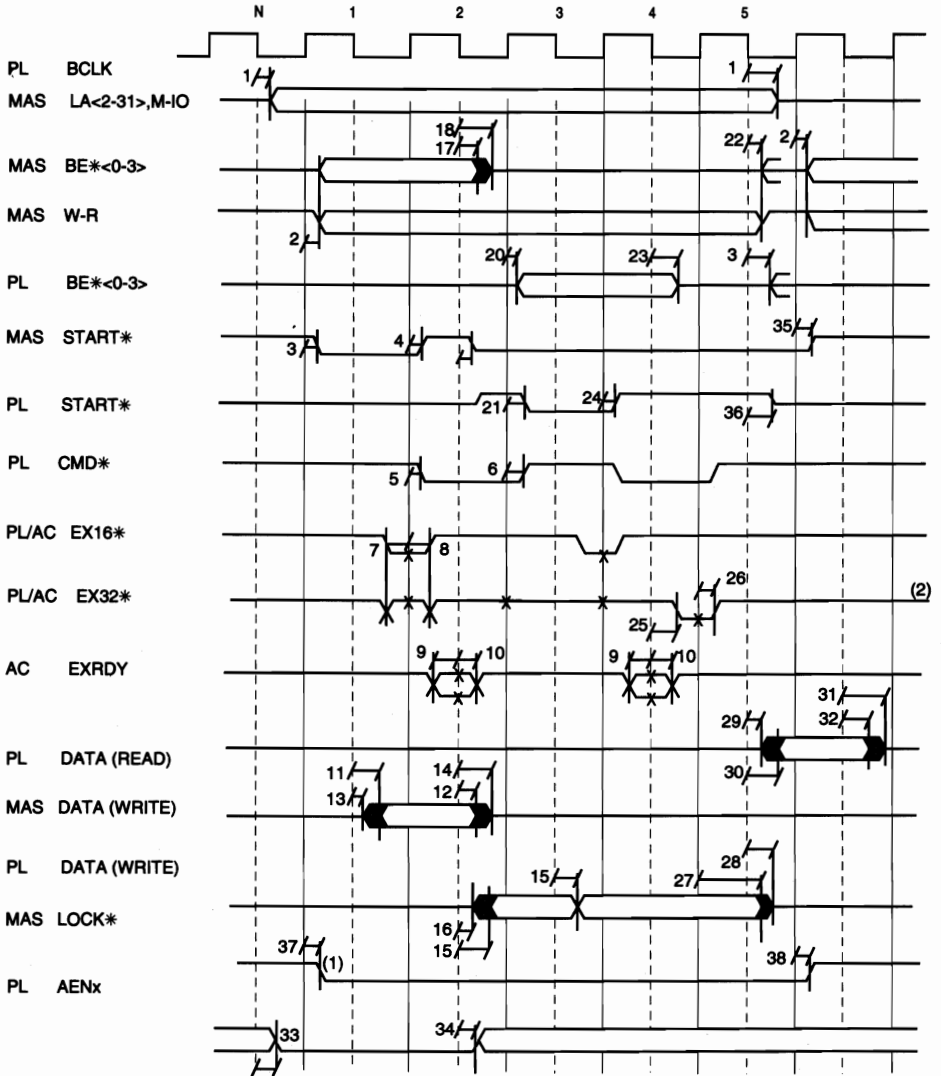 N 1 2 3 4 5
PL BCLK
1 1
MAS LA<2-31>,M-IO
18
17 22 2
MAS BE*<0-3>
MAS W-R
2
20 23 3
PL BE*<0-3>
MAS START*
3 4 35
PL START*
21 24 36
PL CMD*
5 6
PL/AC EX16*
7 8
PL/AC EX32*
26 (2)
25
AC EXRDY
9 10 9 10
31
29 32
PL DATA (READ)
11 14 30
13 12
MAS DATA (WRITE)
28
PL DATA (WRITE)
15 27
MAS LOCK*
16
37 15 38
(1)
PL AENx
33 34